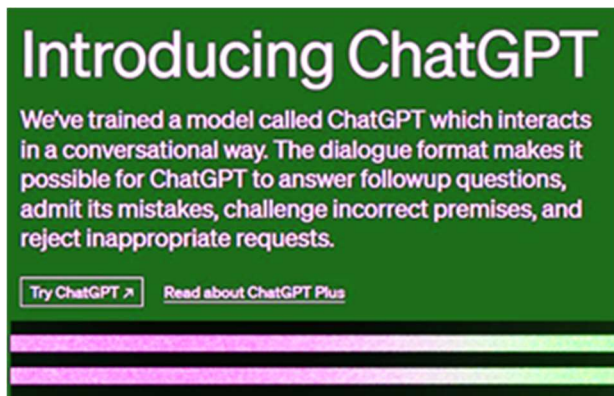 Introducing ChatGPT
We've trained a model called ChatGPT which interacts
in a conversational way. The dialogue format makes it
possible for ChatGPT to answer followup questions,
admit its mistakes, challenge incorrect premises, and
reject inappropriate requests.
Try ChatGPT ↗ Read about ChatGPT Plus